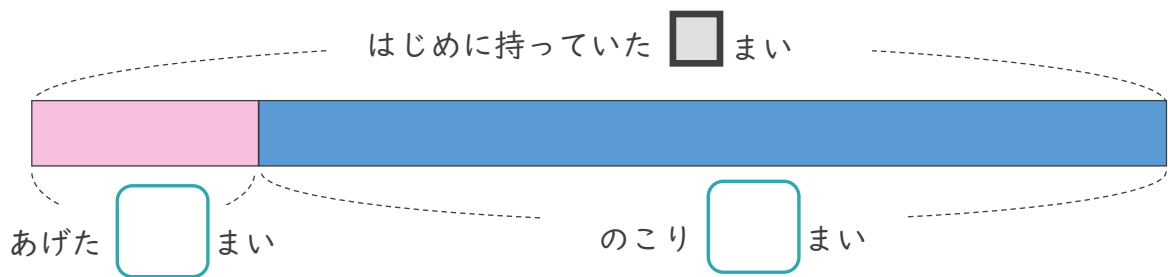 はじめに持っていた まい
あげた まい
のこり まい